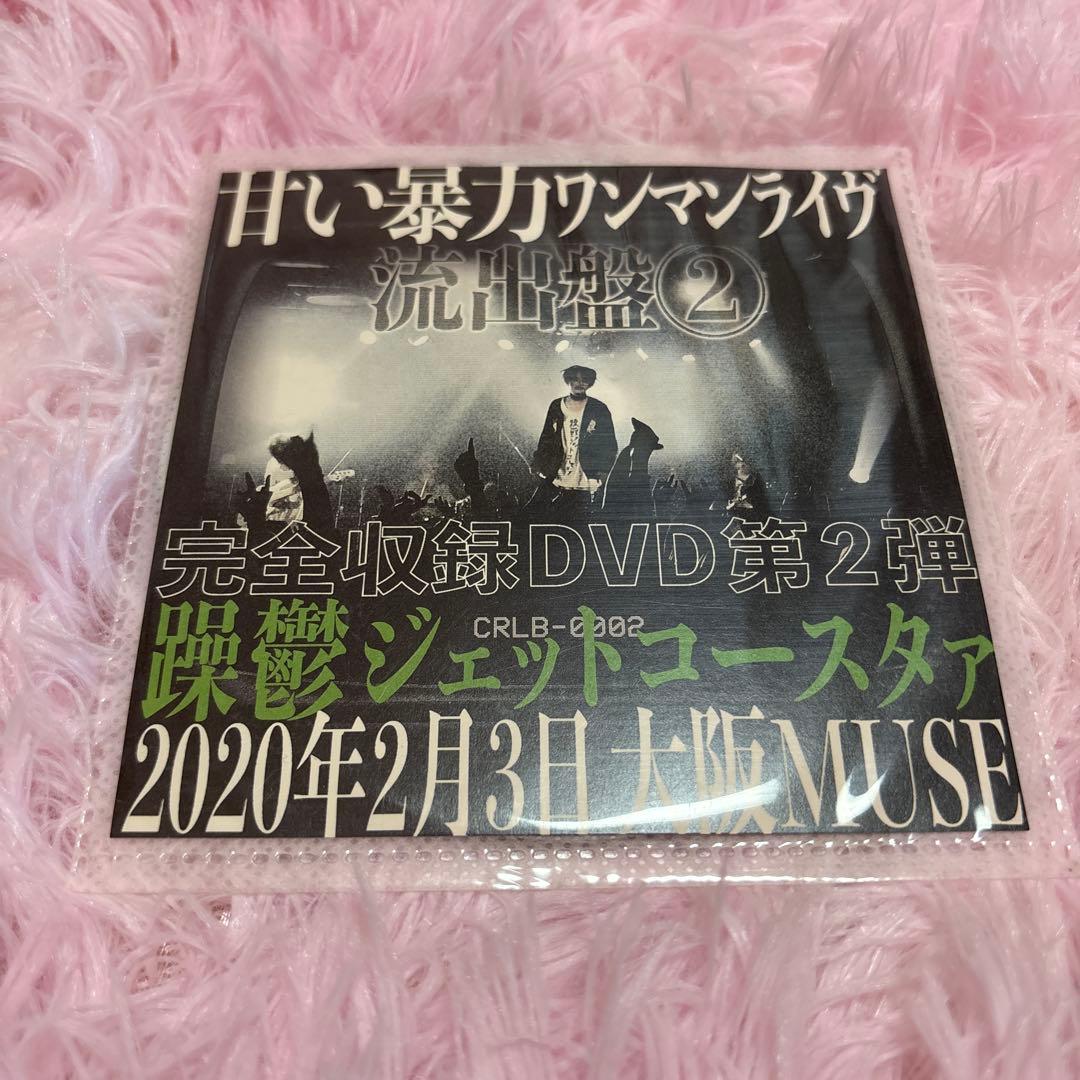 甘い暴力ワンマンライヴ
流出盤②
完全収録DVD第2弾
CRLB-0002
躁鬱ジェットコースタァ
2020年2月3日 大阪MUSE